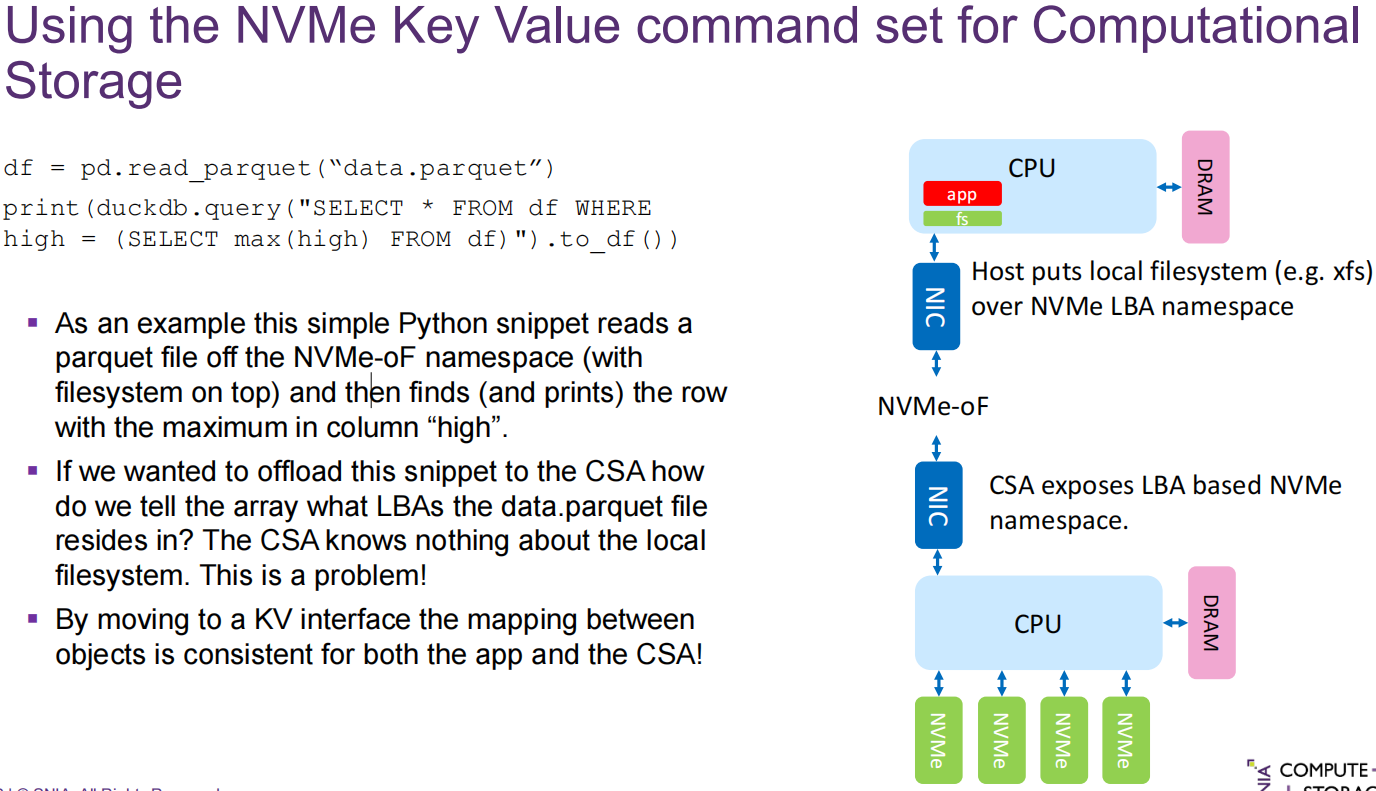 Using the NVMe Key Value command set for Computational
Storage
df = pd.read_parquet(“data.parquet”)
print(duckdb.query("SELECT * FROM df WHERE
high = (SELECT max(high) FROM df)").to_df())
▪ As an example this simple Python snippet reads a
parquet file off the NVMe-oF namespace (with
filesystem on top) and then finds (and prints) the row
with the maximum in column “high”.
▪ If we wanted to offload this snippet to the CSA how
do we tell the array what LBAs the data.parquet file
resides in? The CSA knows nothing about the local
filesystem. This is a problem!
▪ By moving to a KV interface the mapping between
objects is consistent for both the app and the CSA!
CPU
app
fs
DRAM
NIC
Host puts local filesystem (e.g. xfs)
over NVMe LBA namespace
NVMe-oF
NIC
CSA exposes LBA based NVMe
namespace.
CPU
DRAM
NVMe
NVMe
NVMe
NVMe
COMPUTE